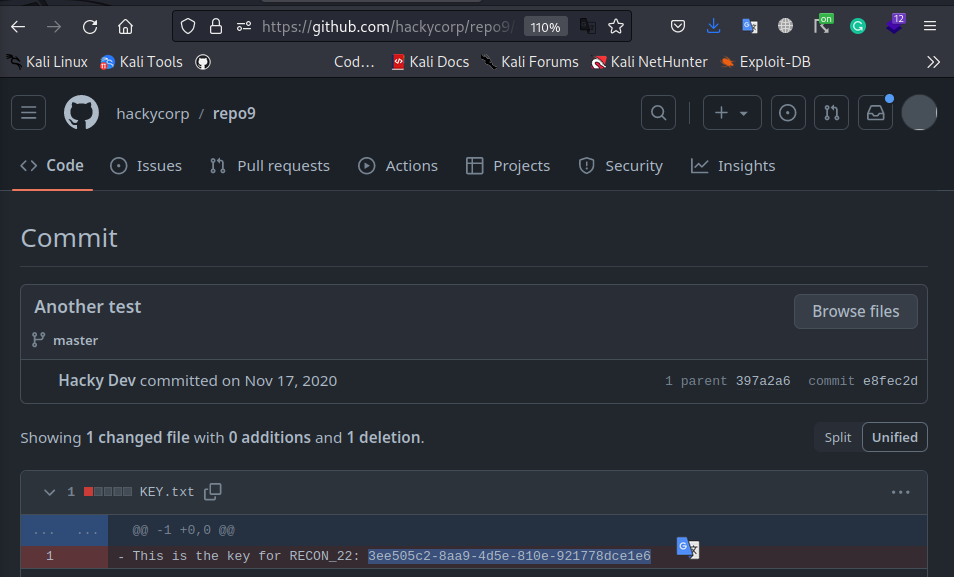 https://github.com/hackycorp/repo9/ 110% on 12
Kali Linux Kali Tools Cod... Kali Docs Kali Forums Kali NetHunter Exploit-DB
hackycorp / repo9
Code Issues Pull requests Actions Projects Security Insights
Commit
Another test
Browse files
master
Hacky Dev committed on Nov 17, 2020 1 parent 397a2a6 commit e8fec2d
Showing 1 changed file with 0 additions and 1 deletion. Split Unified
1 KEY.txt ...
... ... @@ -1 +0,0 @@
1 - This is the key for RECON_22: 3ee505c2-8aa9-4d5e-810e-921778dce1e6